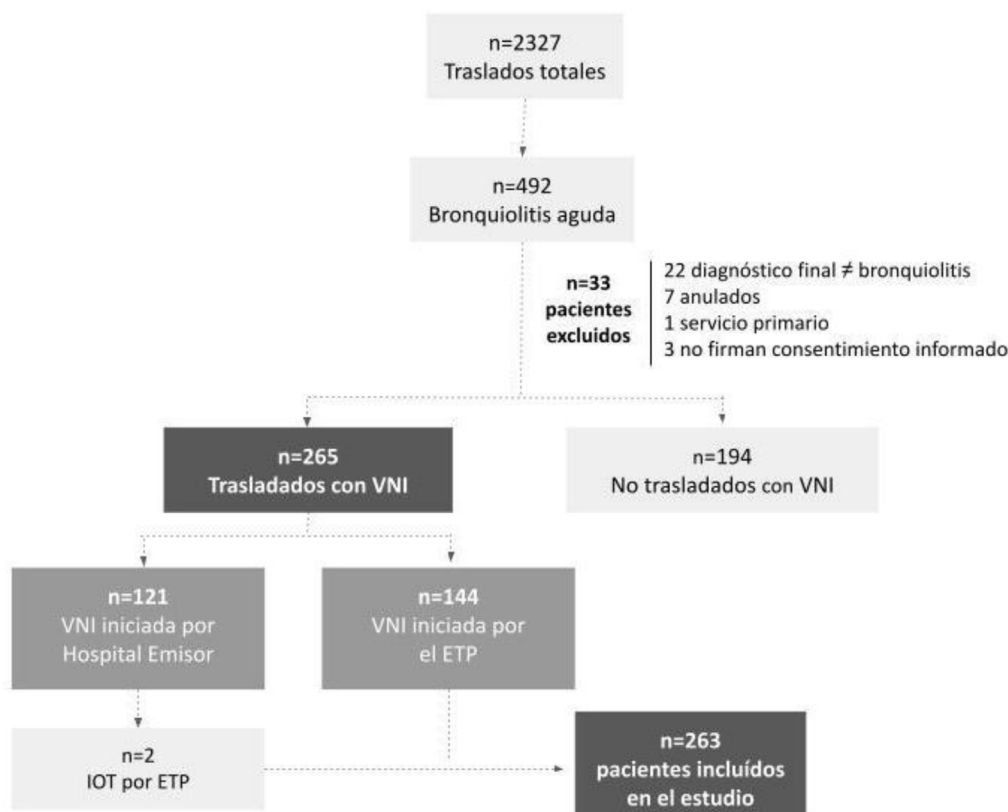 n=2327
Traslados totales
n=492
Bronquiolitis aguda
n=33
pacientes
excluidos
22 diagnóstico final ≠ bronquiolitis
7 anulados
1 servicio primario
3 no firman consentimiento informado
n=265
Trasladados con VNI
n=194
No trasladados con VNI
n=121
VNI iniciada por
Hospital Emisor
n=144
VNI iniciada por
el ETP
n=2
IOT por ETP
n=263
pacientes incluídos
en el estudio